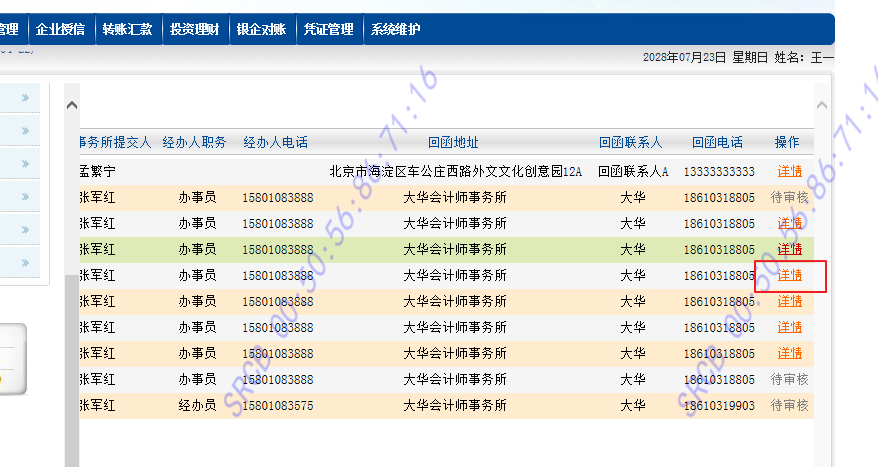 管理 企业授信 转账汇款 投资理财 银企对账 凭证管理 系统维护
2028年07月23日 星期日 姓名: 王一
事务所提交人 经办人职务 经办人电话 回函地址 回函联系人 回函电话 操作
孟繁宁 北京市海淀区车公庄西路外文文化创意园12A 回函联系人A 13333333333 详情
张军红 办事员 15801083888 大华会计师事务所 大华 18610318805 待审核
张军红 办事员 15801083888 大华会计师事务所 大华 18610318805 详情
张军红 办事员 15801083888 大华会计师事务所 大华 18610318805 详情
张军红 办事员 15801083888 大华会计师事务所 大华 18610318805 详情
张军红 办事员 15801083888 大华会计师事务所 大华 18610318805 详情
张军红 办事员 15801083888 大华会计师事务所 大华 18610318805 详情
张军红 办事员 15801083888 大华会计师事务所 大华 18610318805 详情
张军红 办事员 15801083888 大华会计师事务所 大华 18610318805 待审核
张军红 经办员 15801083575 大华会计师事务所 大华 18610319903 待审核
SRCB 00:50:56:86:71:16
SRCB 00:50:56:86:71:16